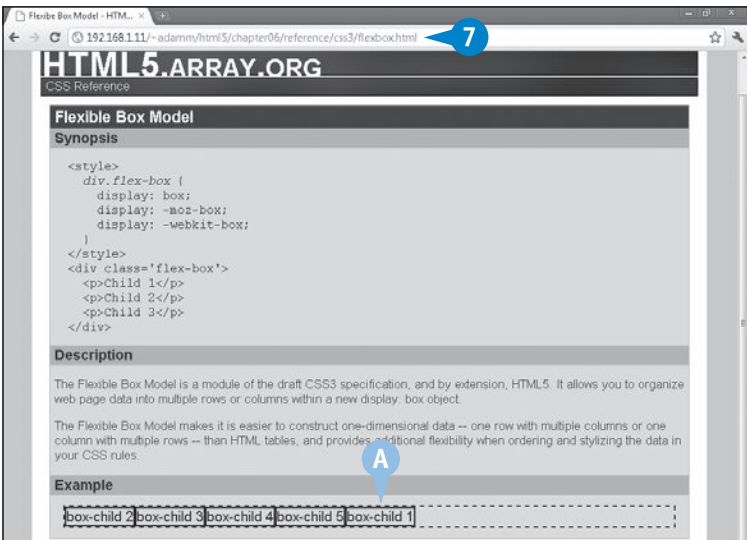 Flexible Box Model - HTM...
192.168.1.11/~adamm/html5/chapter06/reference/css3/flexbox.html
7
HTML5.ARRAY.ORG
CSS Reference
Flexible Box Model
Synopsis
<style>
div.flex-box {
display: box;
display: -moz-box;
display: -webkit-box;
}
</style>
<div class='flex-box'>
<p>Child 1</p>
<p>Child 2</p>
<p>Child 3</p>
</div>
Description
The Flexible Box Model is a module of the draft CSS3 specification, and by extension, HTML5. It allows you to organize
web page data into multiple rows or columns within a new display: box object.
The Flexible Box Model makes it is easier to construct one-dimensional data -- one row with multiple columns or one
column with multiple rows -- than HTML tables, and provides additional flexibility when ordering and stylizing the data in
your CSS rules.
A
Example
box-child 2 box-child 3 box-child 4 box-child 5 box-child 1